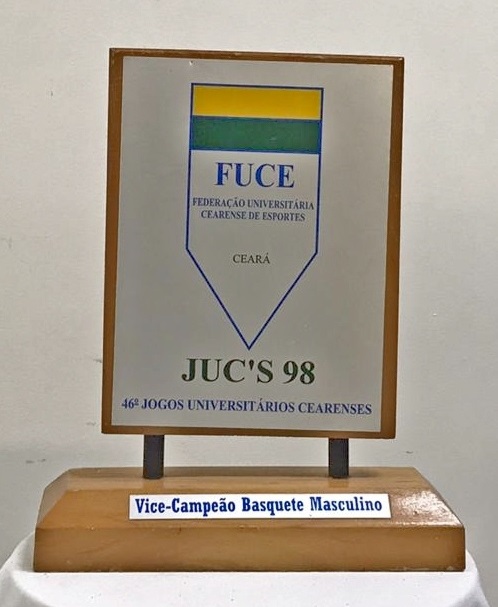 FUCE
FEDERAÇÃO UNIVERSITÁRIA
CEARENSE DE ESPORTES
CEARÁ
JUC'S 98
46º JOGOS UNIVERSITÁRIOS CEARENSES
Vice-Campeão Basquete Masculino